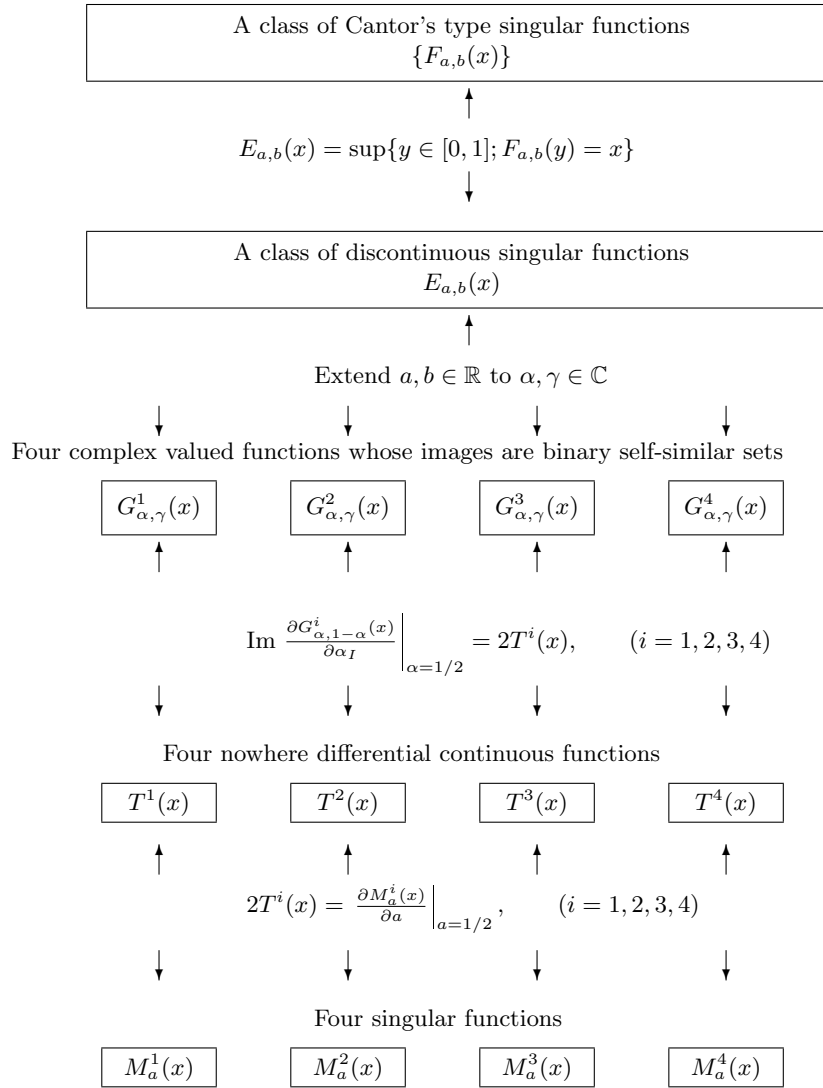 A class of Cantor's type singular functions
{F_{a,b}(x)}
E_{a,b}(x) = sup{y ∈ [0, 1]; F_{a,b}(y) = x}
A class of discontinuous singular functions
E_{a,b}(x)
Extend a, b ∈ ℝ to α, γ ∈ ℂ
Four complex valued functions whose images are binary self-similar sets
G^1_{α,γ}(x) G^2_{α,γ}(x) G^3_{α,γ}(x) G^4_{α,γ}(x)
Im ∂G^i_{α,1−α}(x)/∂α_I |_{α=1/2} = 2T^i(x), (i = 1, 2, 3, 4)
Four nowhere differential continuous functions
T^1(x) T^2(x) T^3(x) T^4(x)
2T^i(x) = ∂M^i_a(x)/∂a |_{a=1/2}, (i = 1, 2, 3, 4)
Four singular functions
M^1_a(x) M^2_a(x) M^3_a(x) M^4_a(x)